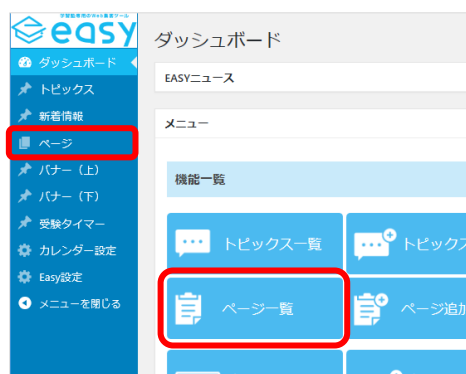 学習塾専用のWeb集客ツール
easy
ダッシュボード
トピックス
新着情報
ページ
バナー（上）
バナー（下）
受験タイマー
カレンダー設定
Easy設定
メニューを閉じる
ダッシュボード
EASYニュース
メニュー
機能一覧
トピックス一覧
トピックス
ページ一覧
ページ追加